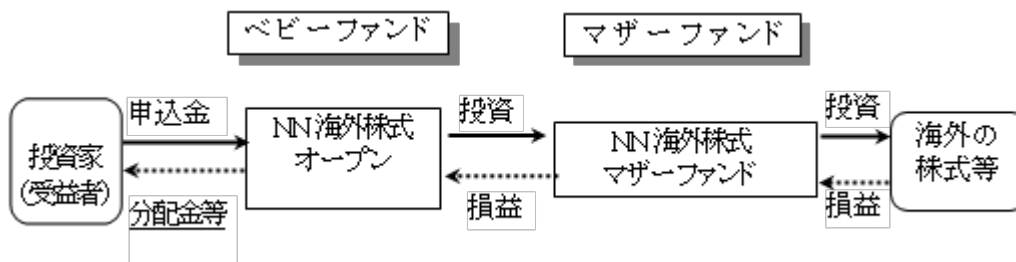 ベビーファンド
マザーファンド
投資家
(受益者)
申込金
分配金等
NN海外株式
オープン
投資
損益
NN海外株式
マザーファンド
投資
損益
海外の
株式等